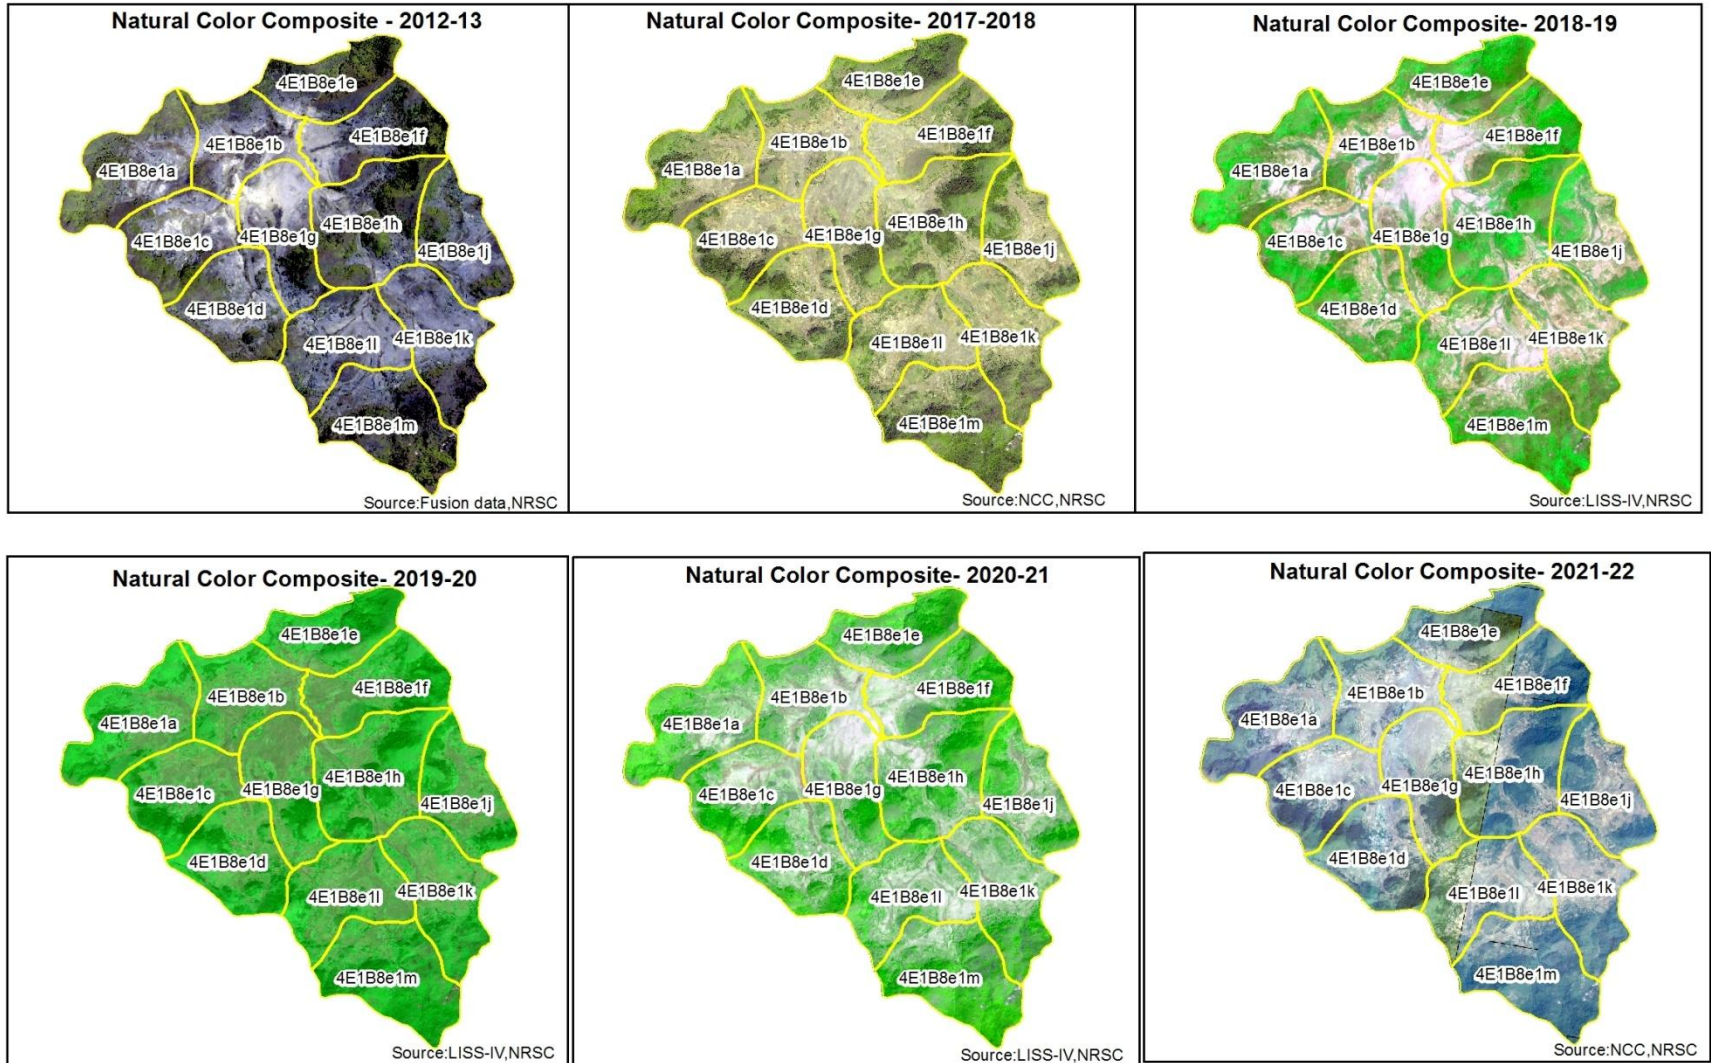 Natural Color Composite - 2012-13
4E1B8e1e
4E1B8e1f
4E1B8e1b
4E1B8e1a
4E1B8e1h
4E1B8e1g
4E1B8e1c
4E1B8e1j
4E1B8e1d
4E1B8e1k
4E1B8e1l
4E1B8e1m
Source:Fusion data,NRSC
Natural Color Composite- 2017-2018
4E1B8e1e
4E1B8e1f
4E1B8e1b
4E1B8e1a
4E1B8e1h
4E1B8e1g
4E1B8e1c
4E1B8e1j
4E1B8e1d
4E1B8e1k
4E1B8e1l
4E1B8e1m
Source:NCC,NRSC
Natural Color Composite- 2018-19
4E1B8e1e
4E1B8e1f
4E1B8e1b
4E1B8e1a
4E1B8e1h
4E1B8e1g
4E1B8e1c
4E1B8e1j
4E1B8e1d
4E1B8e1k
4E1B8e1l
4E1B8e1m
Source:LISS-IV,NRSC
Natural Color Composite- 2019-20
4E1B8e1e
4E1B8e1f
4E1B8e1b
4E1B8e1a
4E1B8e1h
4E1B8e1g
4E1B8e1c
4E1B8e1j
4E1B8e1d
4E1B8e1k
4E1B8e1l
4E1B8e1m
Source:LISS-IV,NRSC
Natural Color Composite- 2020-21
4E1B8e1e
4E1B8e1f
4E1B8e1b
4E1B8e1a
4E1B8e1h
4E1B8e1g
4E1B8e1c
4E1B8e1j
4E1B8e1d
4E1B8e1k
4E1B8e1l
4E1B8e1m
Source:LISS-IV,NRSC
Natural Color Composite- 2021-22
4E1B8e1e
4E1B8e1f
4E1B8e1b
4E1B8e1a
4E1B8e1h
4E1B8e1g
4E1B8e1c
4E1B8e1j
4E1B8e1d
4E1B8e1k
4E1B8e1l
4E1B8e1m
Source:NCC,NRSC